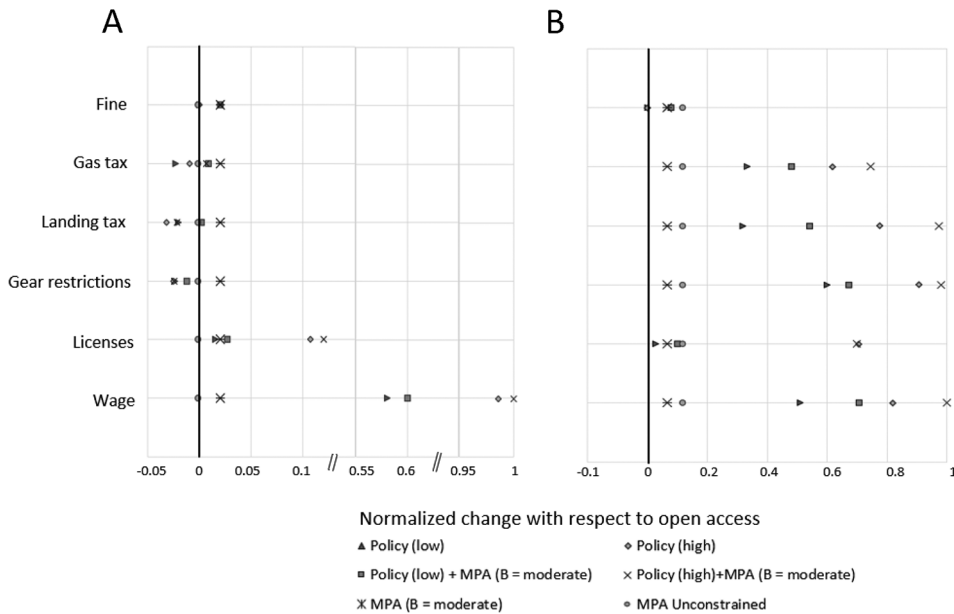 A
B
Fine
Gas tax
Landing tax
Gear restrictions
Licenses
Wage
-0.05 0 0.05 0.1 // 0.55 0.6 // 0.95 1
-0.1 0 0.2 0.4 0.6 0.8 1
Normalized change with respect to open access
Policy (low)
Policy (high)
Policy (low) + MPA (B = moderate)
Policy (high)+MPA (B = moderate)
MPA (B = moderate)
MPA Unconstrained